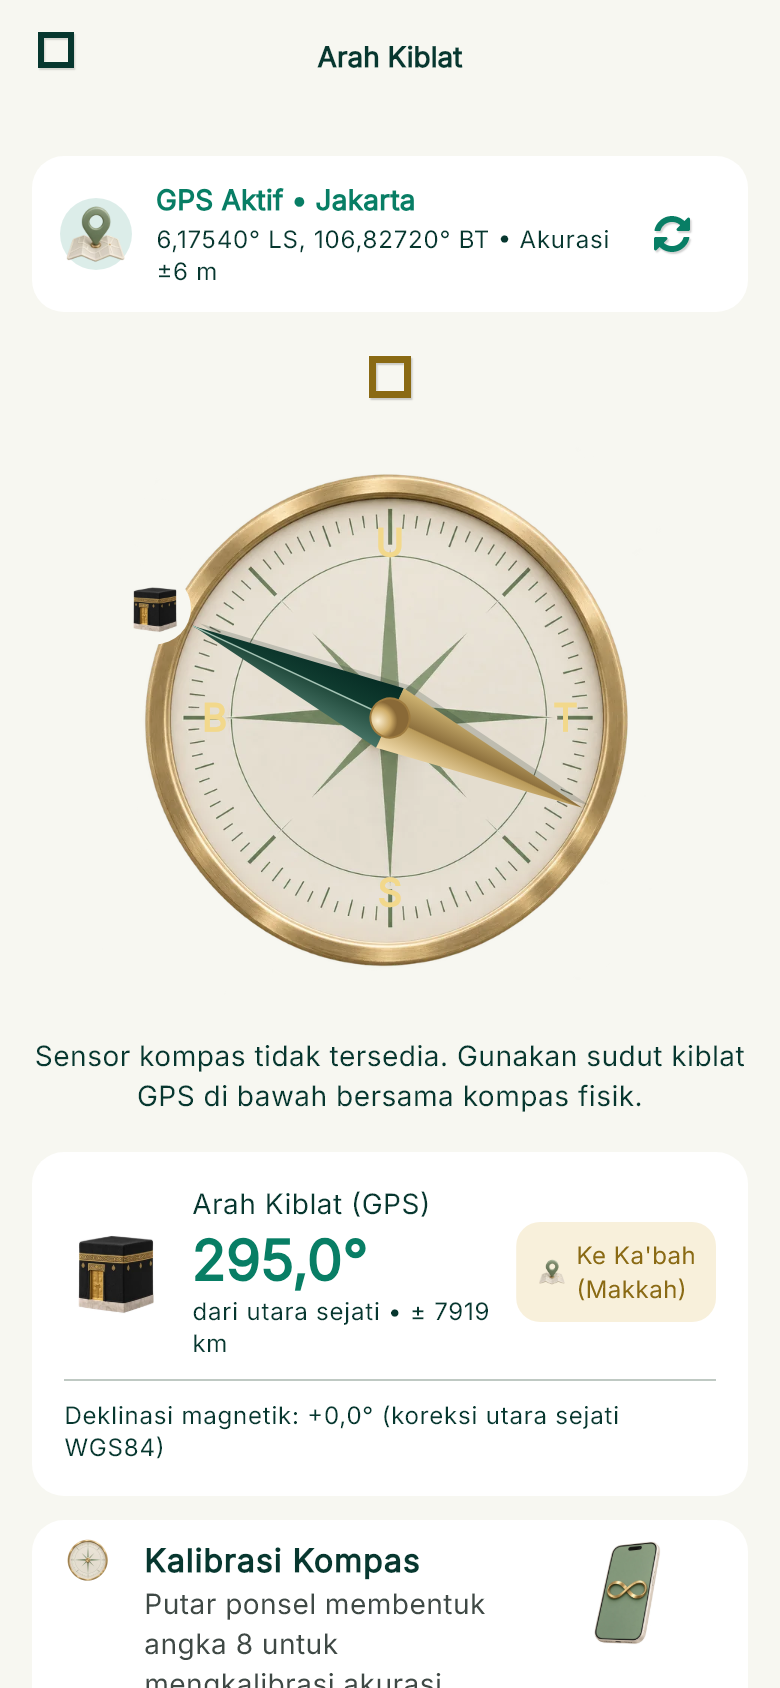 Arah Kiblat
GPS Aktif • Jakarta
6,17540° LS, 106,82720° BT • Akurasi
±6 m
U
B
T
S
Sensor kompas tidak tersedia. Gunakan sudut kiblat
GPS di bawah bersama kompas fisik.
Arah Kiblat (GPS)
295,0°
dari utara sejati • ± 7919
km
Ke Ka'bah
(Makkah)
Deklinasi magnetik: +0,0° (koreksi utara sejati
WGS84)
Kalibrasi Kompas
Putar ponsel membentuk
angka 8 untuk
mengkalibrasi akurasi